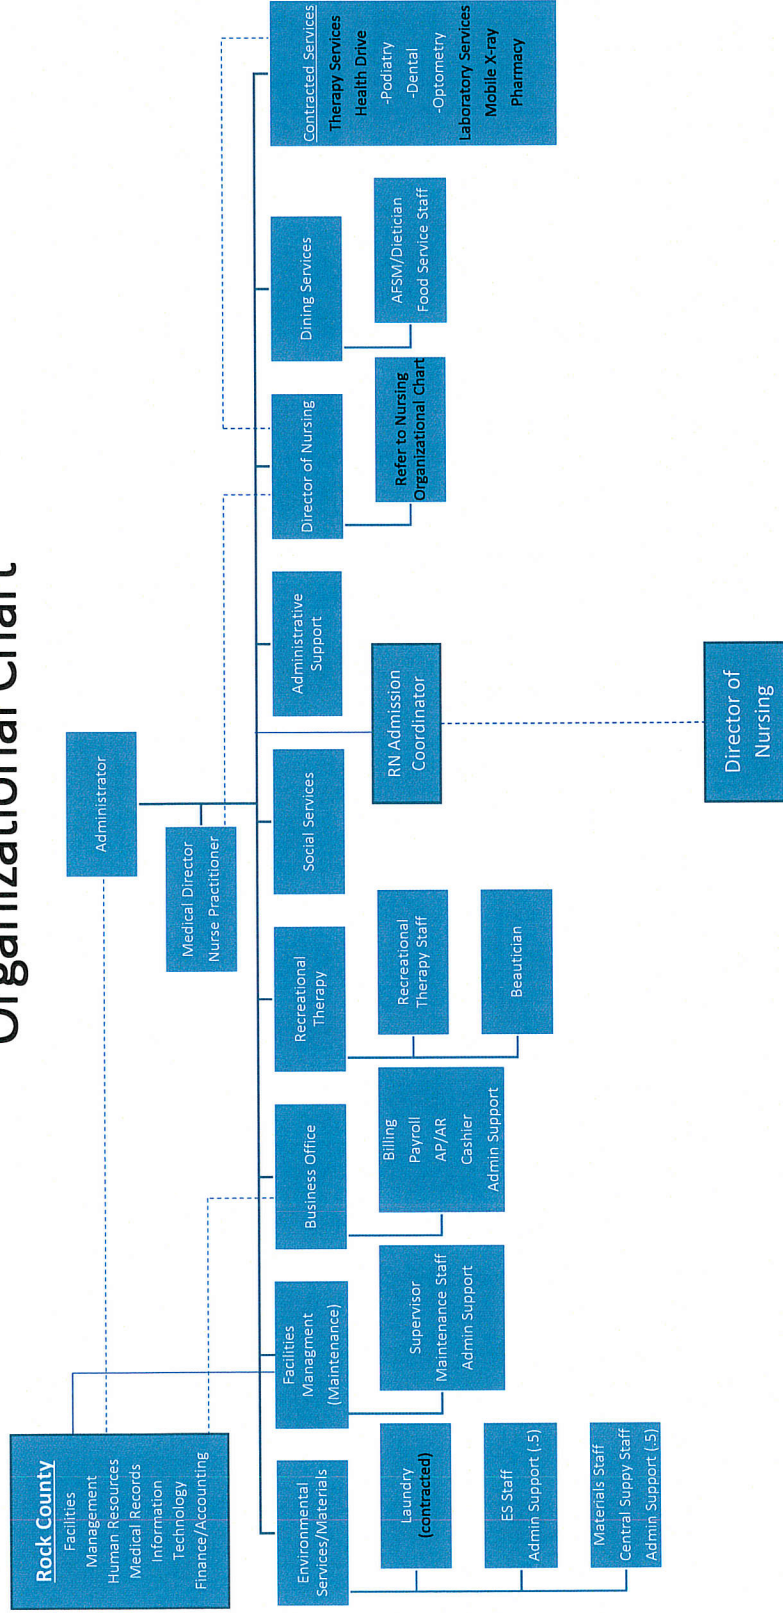 Organizational Chart
Rock County
Facilities
Management
Human Resources
Medical Records
Information
Technology
Finance/Accounting
Administrator
Medical Director
Nurse Practitioner
Environmental
Services/Materials
Facilities
Managment
(Maintenance)
Business Office
Recreational
Therapy
Social Services
Administrative
Support
Director of Nursing
Dining Services
Contracted Services
Therapy Services
Health Drive
-Podiatry
-Dental
-Optometry
Laboratory Services
Mobile X-ray
Pharmacy
Laundry
(contracted)
ES Staff
Admin Support (.5)
Materials Staff
Central Suppy Staff
Admin Support (.5)
Supervisor
Maintenance Staff
Admin Support
Billing
Payroll
AP/AR
Cashier
Admin Support
Recreational
Therapy Staff
Beautician
RN Admission
Coordinator
Refer to Nursing
Organizational Chart
AFSM/Dietician
Food Service Staff
Director of
Nursing